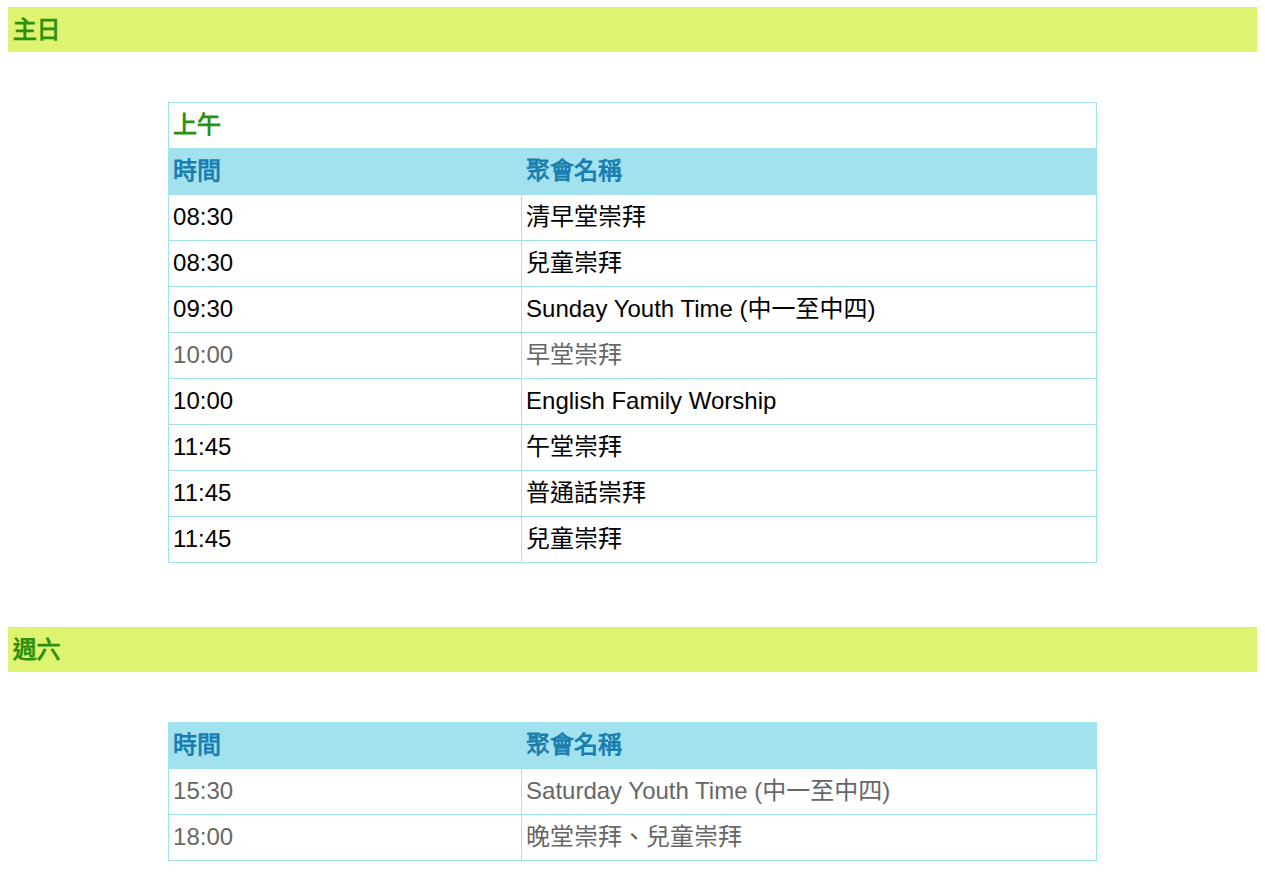 主日
上午
時間 聚會名稱
08:30 清早堂崇拜
08:30 兒童崇拜
09:30 Sunday Youth Time (中一至中四)
10:00 早堂崇拜
10:00 English Family Worship
11:45 午堂崇拜
11:45 普通話崇拜
11:45 兒童崇拜
週六
時間 聚會名稱
15:30 Saturday Youth Time (中一至中四)
18:00 晚堂崇拜、兒童崇拜